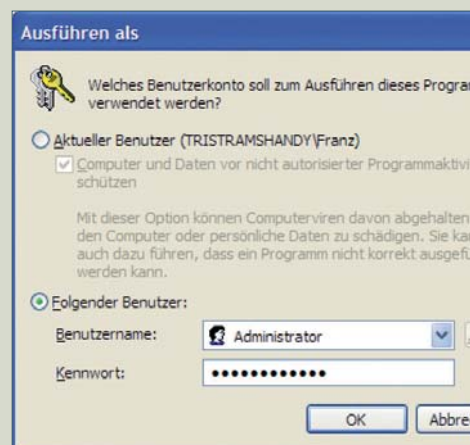 Ausführen als
Welches Benutzerkonto soll zum Ausführen dieses Program
verwendet werden?
Aktueller Benutzer (TRISTRAMSHANDY\Franz)
Computer und Daten vor nicht autorisierter Programmaktivi
schützen
Mit dieser Option können Computerviren davon abgehalten
den Computer oder persönliche Daten zu schädigen. Sie kan
auch dazu führen, dass ein Programm nicht korrekt ausgefü
werden kann.
Folgender Benutzer:
Benutzername: Administrator
Kennwort: ••••••••••••
OK Abbre